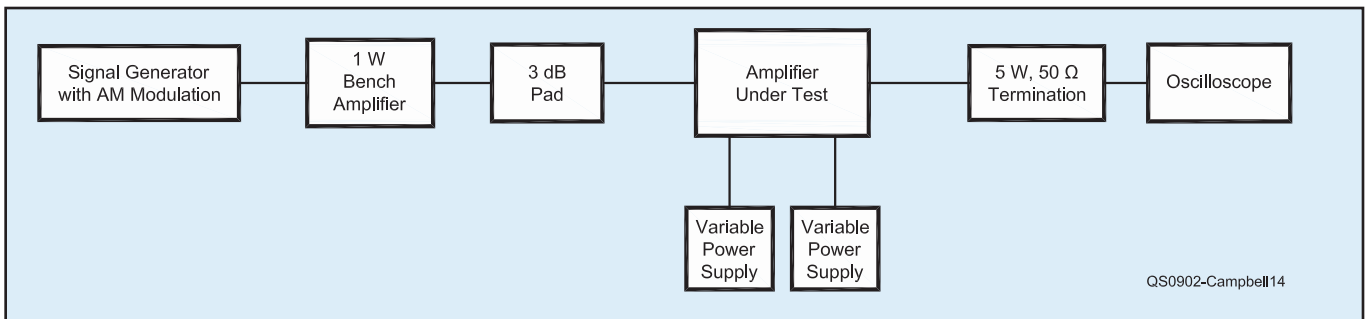 Signal Generator
with AM Modulation
1 W
Bench
Amplifier
3 dB
Pad
Amplifier
Under Test
5 W, 50 Ω
Termination
Oscilloscope
Variable
Power
Supply
Variable
Power
Supply
QS0902-Campbell14